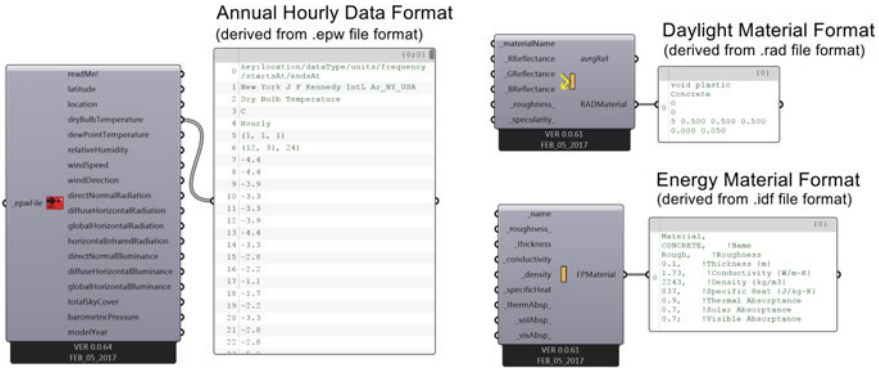 Annual Hourly Data Format
(derived from .epw file format)
readMe!
latitude
location
dryBulbTemperature
dewPointTemperature
relativeHumidity
windSpeed
windDirection
directNormalRadiation
diffuseHorizontalRadiation
globalHorizontalRadiation
horizontalInfraredRadiation
directNormalIlluminance
diffuseHorizontalIlluminance
globalHorizontalIlluminance
totalSkyCover
barometricPressure
modelYear
_epwFile
VER 0.0.64
FEB_05_2017
{0;0}
0 key:location/dataType/units/frequency
/startsAt/endsAt
1 New York J F Kennedy IntL Ar_NY_USA
2 Dry Bulb Temperature
3 C
4 Hourly
5 (1, 1, 1)
6 (12, 31, 24)
7 -4.4
8 -4.4
9 -3.9
10 -3.3
11 -3.3
12 -3.9
13 -4.4
14 -3.3
15 -2.8
16 -2.2
17 -1.1
18 -1.7
19 -2.2
20 -3.3
21 -2.8
22 -2.8
Daylight Material Format
(derived from .rad file format)
_materialName
_RReflectance
_GReflectance
_BReflectance
_roughness_
_specularity_
avrgRef
RADMaterial
VER 0.0.61
FEB_05_2017
{0}
0
void plastic
Concrete
0
0
5 0.500 0.500 0.500
0.000 0.050
Energy Material Format
(derived from .idf file format)
_name
_roughness_
_thickness
_conductivity
_density
_specificHeat
_thermAbsp_
_solAbsp_
_visAbsp_
EPMaterial
VER 0.0.61
FEB_05_2017
{0}
0
Material,
CONCRETE, !Name
Rough, !Roughness
0.1, !Thickness (m)
1.73, !Conductivity (W/m-K)
2243, !Density (kg/m3)
837, !Specific Heat (J/kg-K)
0.9, !Thermal Absorptance
0.7, !Solar Absorptance
0.7; !Visible Absorptance